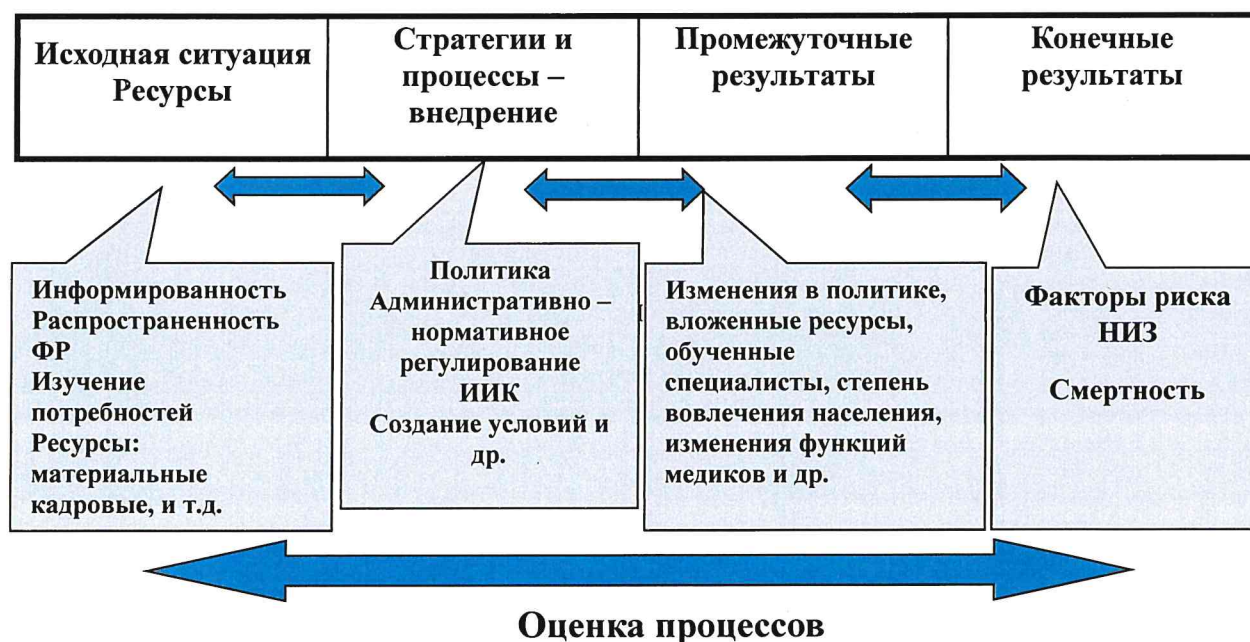 Исходная ситуация
Ресурсы
Стратегии и
процессы –
внедрение
Промежуточные
результаты
Конечные
результаты
Информированность
Распространенность
ФР
Изучение
потребностей
Ресурсы:
материальные
кадровые, и т.д.
Политика
Административно –
нормативное
регулирование
ИИК
Создание условий и
др.
Изменения в политике,
вложенные ресурсы,
обученные
специалисты, степень
вовлечения населения,
изменения функций
медиков и др.
Факторы риска
НИЗ
Смертность
Оценка процессов